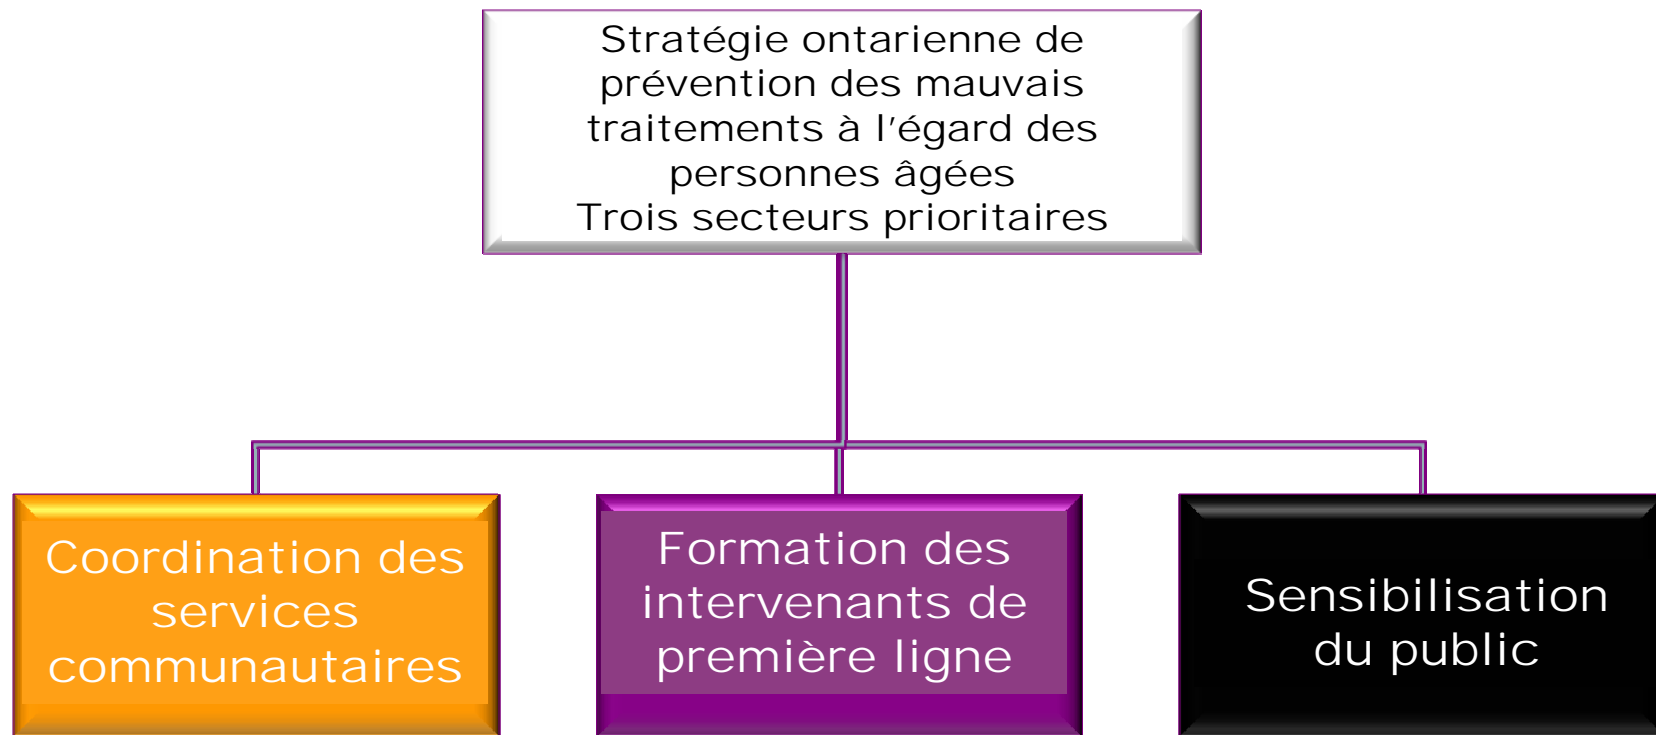 Stratégie ontarienne de
prévention des mauvais
traitements à l’égard des
personnes âgées
Trois secteurs prioritaires
Coordination des
services
communautaires
Formation des
intervenants de
première ligne
Sensibilisation
du public